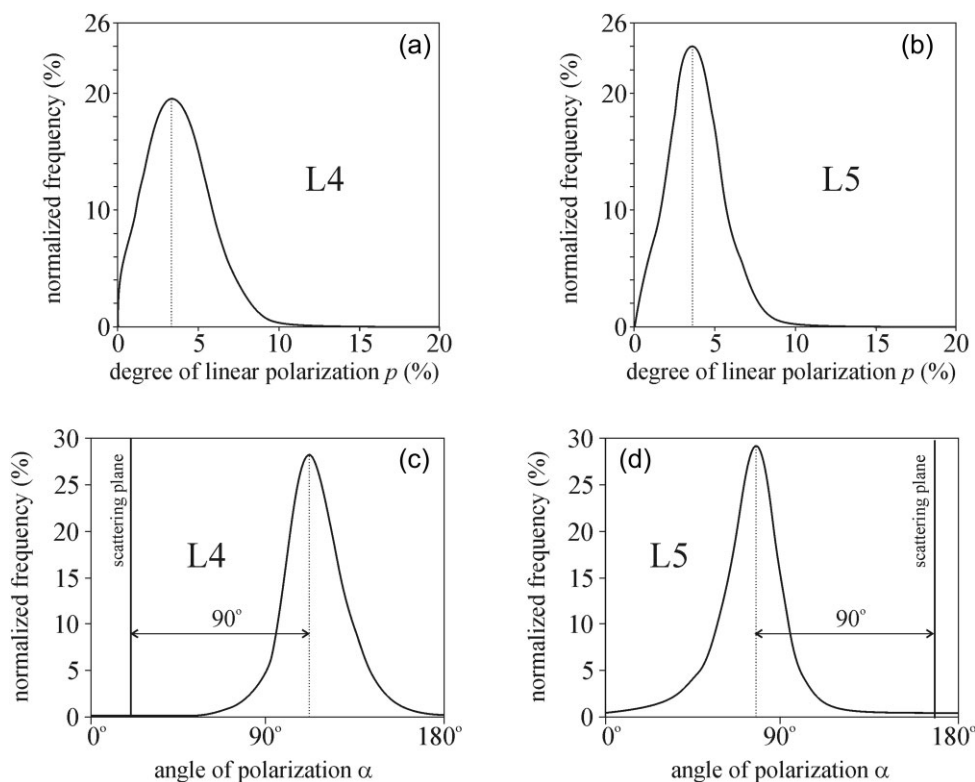 (a)
normalized frequency (%)
26
20
10
0
L4
0 5 10 15 20
degree of linear polarization p (%)
(b)
normalized frequency (%)
26
20
10
0
L5
0 5 10 15 20
degree of linear polarization p (%)
(c)
normalized frequency (%)
30
25
20
15
10
5
0
scattering plane
L4
90°
0° 90° 180°
angle of polarization α
(d)
normalized frequency (%)
30
25
20
15
10
5
0
L5
scattering plane
90°
0° 90° 180°
angle of polarization α